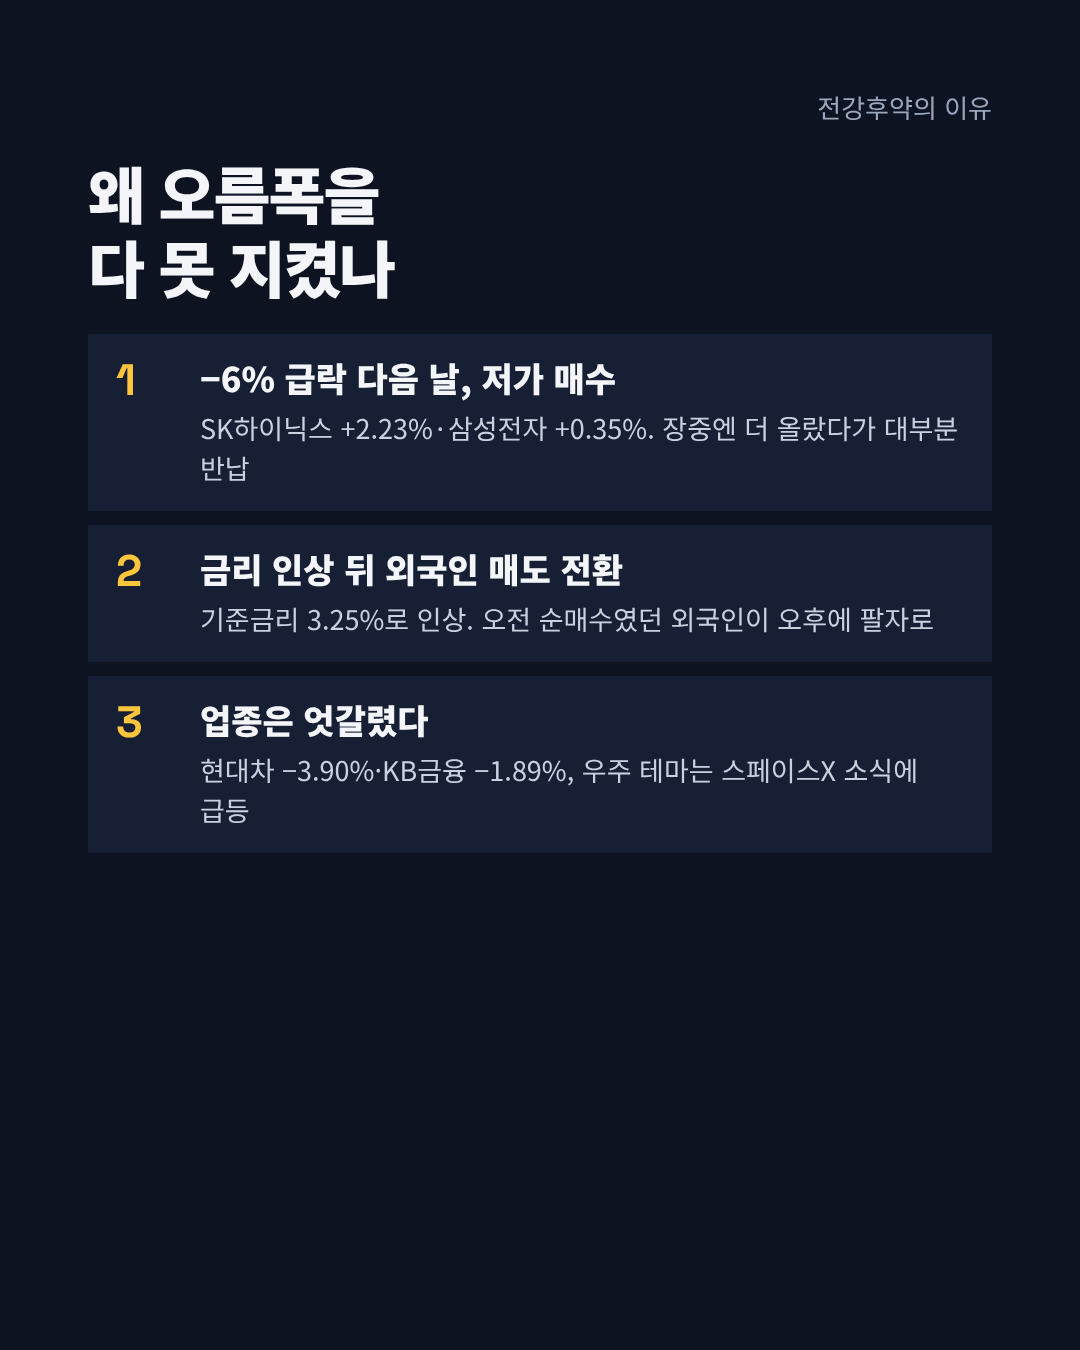 전강후약의 이유
왜 오름폭을
다 못 지켰나
1
−6% 급락 다음 날, 저가 매수
SK하이닉스 +2.23%·삼성전자 +0.35%. 장중엔 더 올랐다가 대부분
반납
2
금리 인상 뒤 외국인 매도 전환
기준금리 3.25%로 인상. 오전 순매수였던 외국인이 오후에 팔자로
3
업종은 엇갈렸다
현대차 −3.90%·KB금융 −1.89%, 우주 테마는 스페이스X 소식에
급등